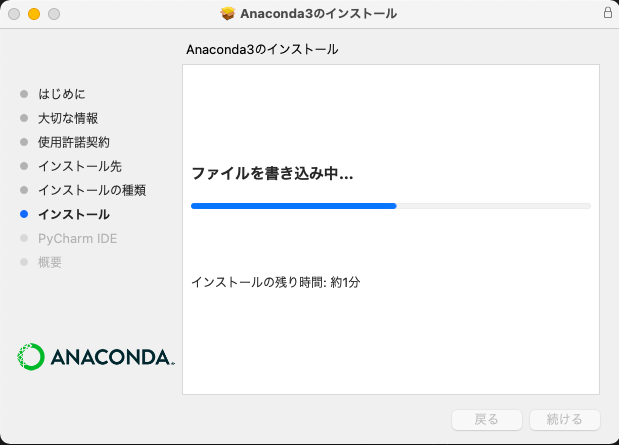 Anaconda3のインストール
Anaconda3のインストール
はじめに
大切な情報
使用許諾契約
インストール先
インストールの種類
インストール
PyCharm IDE
概要
ファイルを書き込み中...
インストールの残り時間: 約1分
ANACONDA.
戻る
続ける